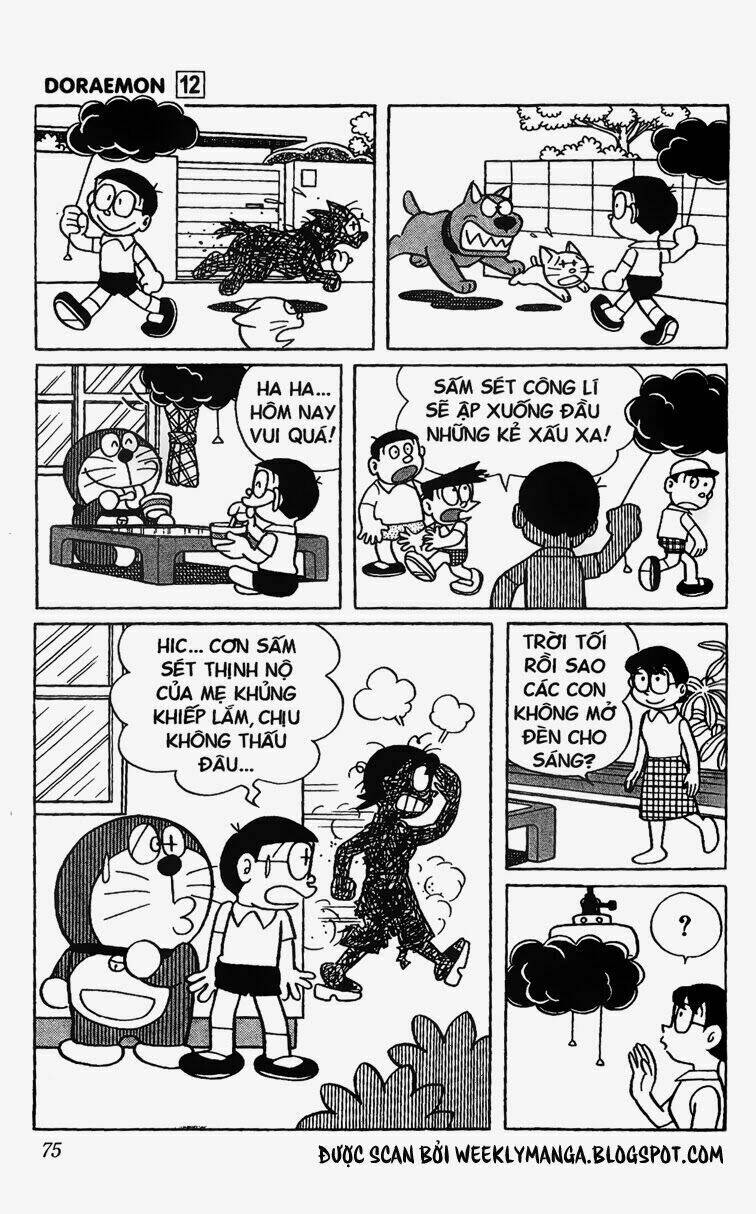 DORAEMON 12
SẤM SÉT CÔNG LÍ
SẼ ẬP XUỐNG ĐẦU
NHỮNG KẺ XẤU XA!
HA HA...
HÔM NAY
VUI QUÁ!
TRỜI TỐI
RỒI SAO
CÁC CON
KHÔNG MỞ
ĐÈN CHO
SÁNG?
?
HIC... CƠN SẤM
SÉT THỊNH NỘ
CỦA MẸ KHỦNG
KHIẾP LẮM, CHỊU
KHÔNG THẤU
ĐÂU...
75
ĐƯỢC SCAN BỞI WEEKLYMANGA.BLOGSPOT.COM